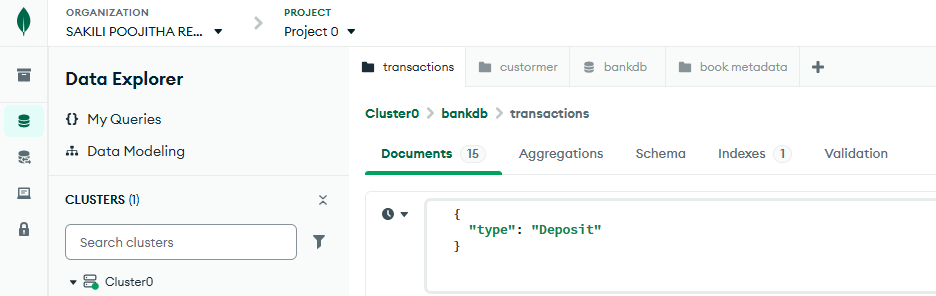 ORGANIZATION
SAKILI POOJITHA RE...
PROJECT
Project 0
Data Explorer
My Queries
Data Modeling
CLUSTERS (1)
Search clusters
Cluster0
transactions
custormer
bankdb
book metadata
Cluster0 > bankdb > transactions
Documents 15 Aggregations Schema Indexes 1 Validation
{
"type": "Deposit"
}